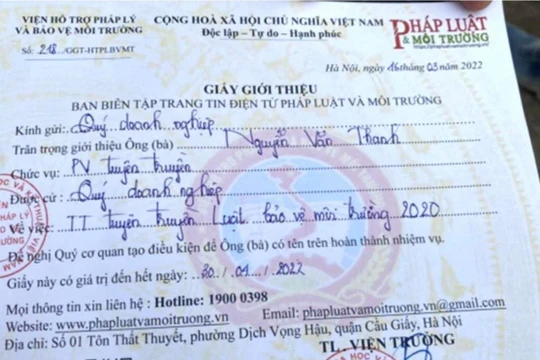 VIỆN HỖ TRỢ PHÁP LÝ
VÀ BẢO VỆ MÔI TRƯỜNG
Số: 218/GGT-HTPLBVMT
CỘNG HOÀ XÃ HỘI CHỦ NGHĨA VIỆT NAM
Độc lập – Tự do – Hạnh phúc
PHÁP LUẬT
& MÔI TRƯỜNG
https://phapluatmoitruong.vn
Hà Nội, ngày 16 tháng 03 năm 2022
GIẤY GIỚI THIỆU
BAN BIÊN TẬP TRANG TIN ĐIỆN TỬ PHÁP LUẬT VÀ MÔI TRƯỜNG
Kính gửi: Quý doanh nghiệp
Trân trọng giới thiệu Ông (bà) Nguyễn Văn Thanh
Chức vụ: PV tuyên truyền
Được cử: Quý doanh nghiệp
Về việc: TT tuyên truyền Luật bảo vệ môi trường 2020
Đề nghị Quý cơ quan tạo điều kiện để Ông (bà) có tên trên hoàn thành nhiệm vụ.
Giấy này có giá trị đến hết ngày: 20 / 04 / 2022
Mọi thông tin xin liên hệ : Hotline: 1900 0398
Website: www.phapluatvamoitruong.vn Email: phapluatvamoitruong.vn@gmail.com
Địa chỉ: Số 01 Tôn Thất Thuyết, phường Dịch Vọng Hậu, quận Cầu Giấy, Hà Nội
TL. VIỆN TRƯỞNG